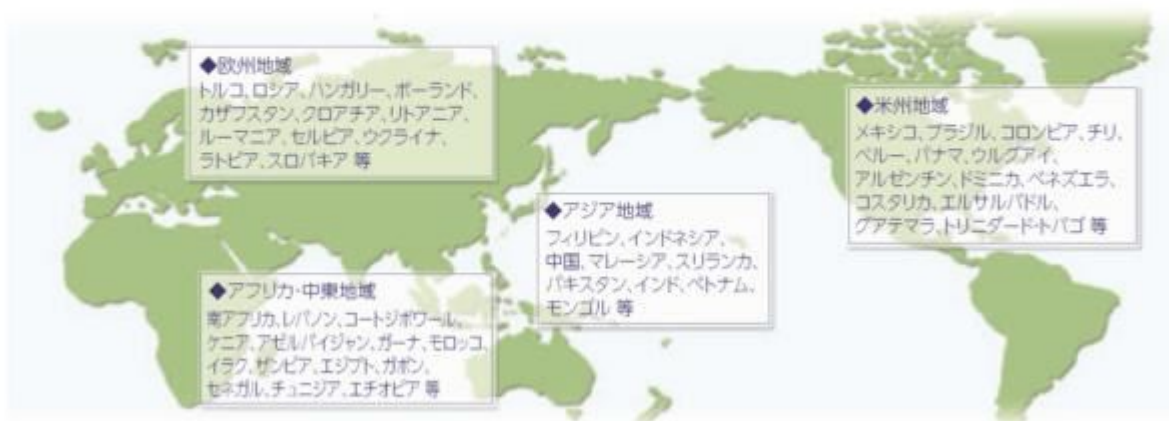 ◆欧州地域
トルコ、ロシア、ハンガリー、ポーランド、
カザフスタン、クロアチア、リトアニア、
ルーマニア、セルビア、ウクライナ、
ラトビア、スロバキア 等
◆米州地域
メキシコ、ブラジル、コロンビア、チリ、
ペルー、パナマ、ウルグアイ、
アルゼンチン、ドミニカ、ベネズエラ、
コスタリカ、エルサルバドル、
グアテマラ、トリニダード・トバゴ 等
◆アジア地域
フィリピン、インドネシア、
中国、マレーシア、スリランカ、
パキスタン、インド、ベトナム、
モンゴル 等
◆アフリカ・中東地域
南アフリカ、レバノン、コートジボワール、
ケニア、アゼルバイジャン、ガーナ、モロッコ、
イラク、ザンビア、エジプト、ガボン、
セネガル、チュニジア、エチオピア 等